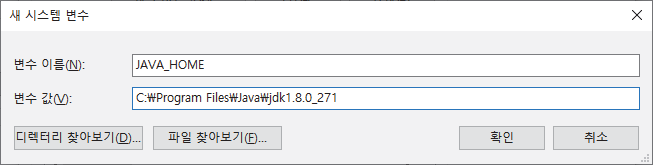 새 시스템 변수
변수 이름(N): JAVA_HOME
변수 값(V): C:₩Program Files₩Java₩jdk1.8.0_271
디렉터리 찾아보기(D)... 파일 찾아보기(F)... 확인 취소